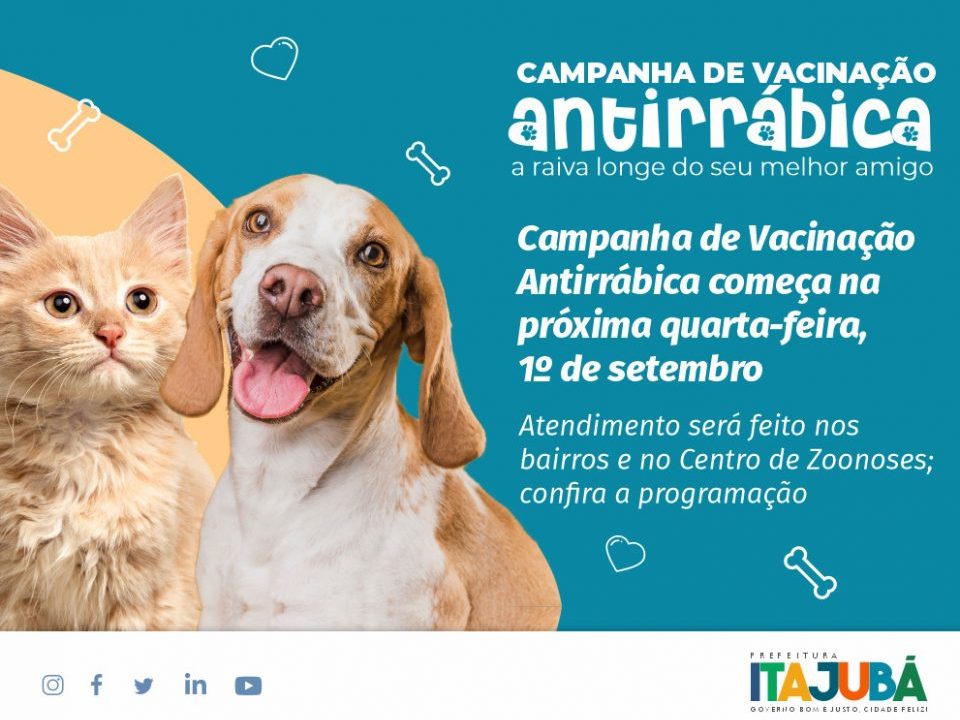 CAMPANHA DE VACINAÇÃO
antirrábica
a raiva longe do seu melhor amigo
Campanha de Vacinação
Antirrábica começa na
próxima quarta-feira,
1º de setembro
Atendimento será feito nos
bairros e no Centro de Zoonoses;
confira a programação
PREFEITURA
ITAJUBÁ
GOVERNO BOM E JUSTO, CIDADE FELIZ!